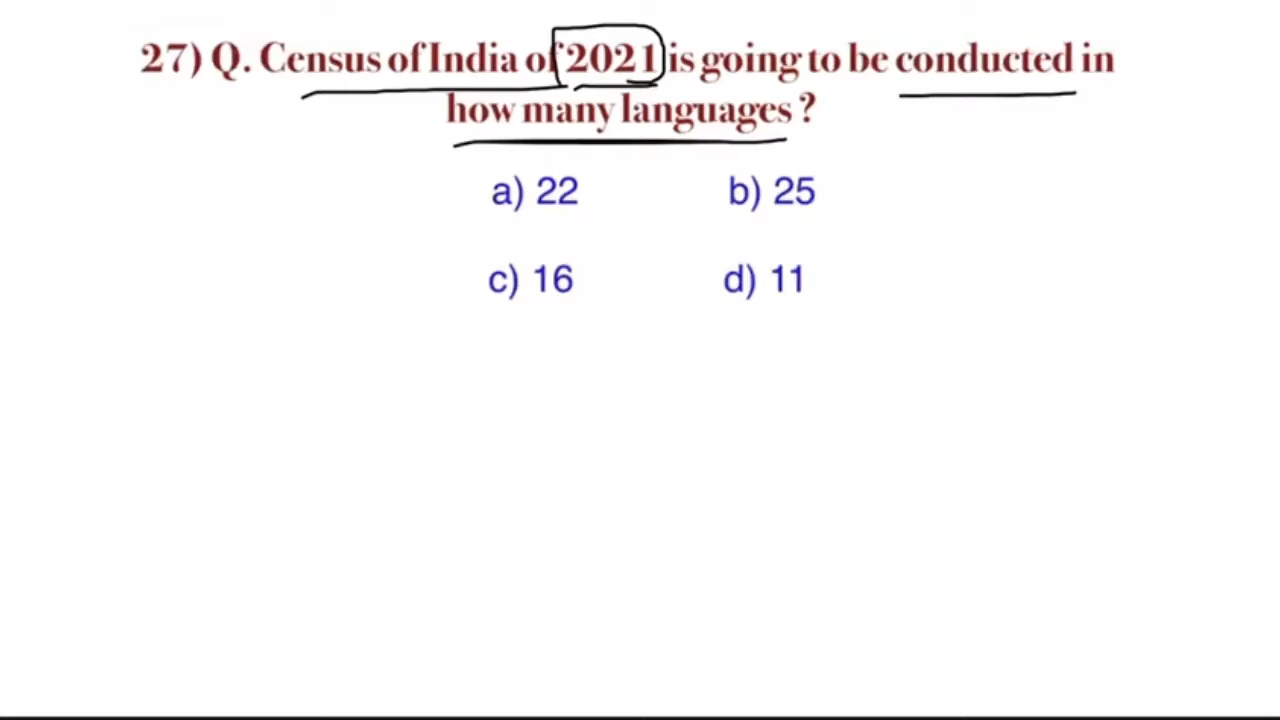 27) Q. Census of India of 2021 is going to be conducted in
how many languages ?
a) 22 b) 25
c) 16 d) 11